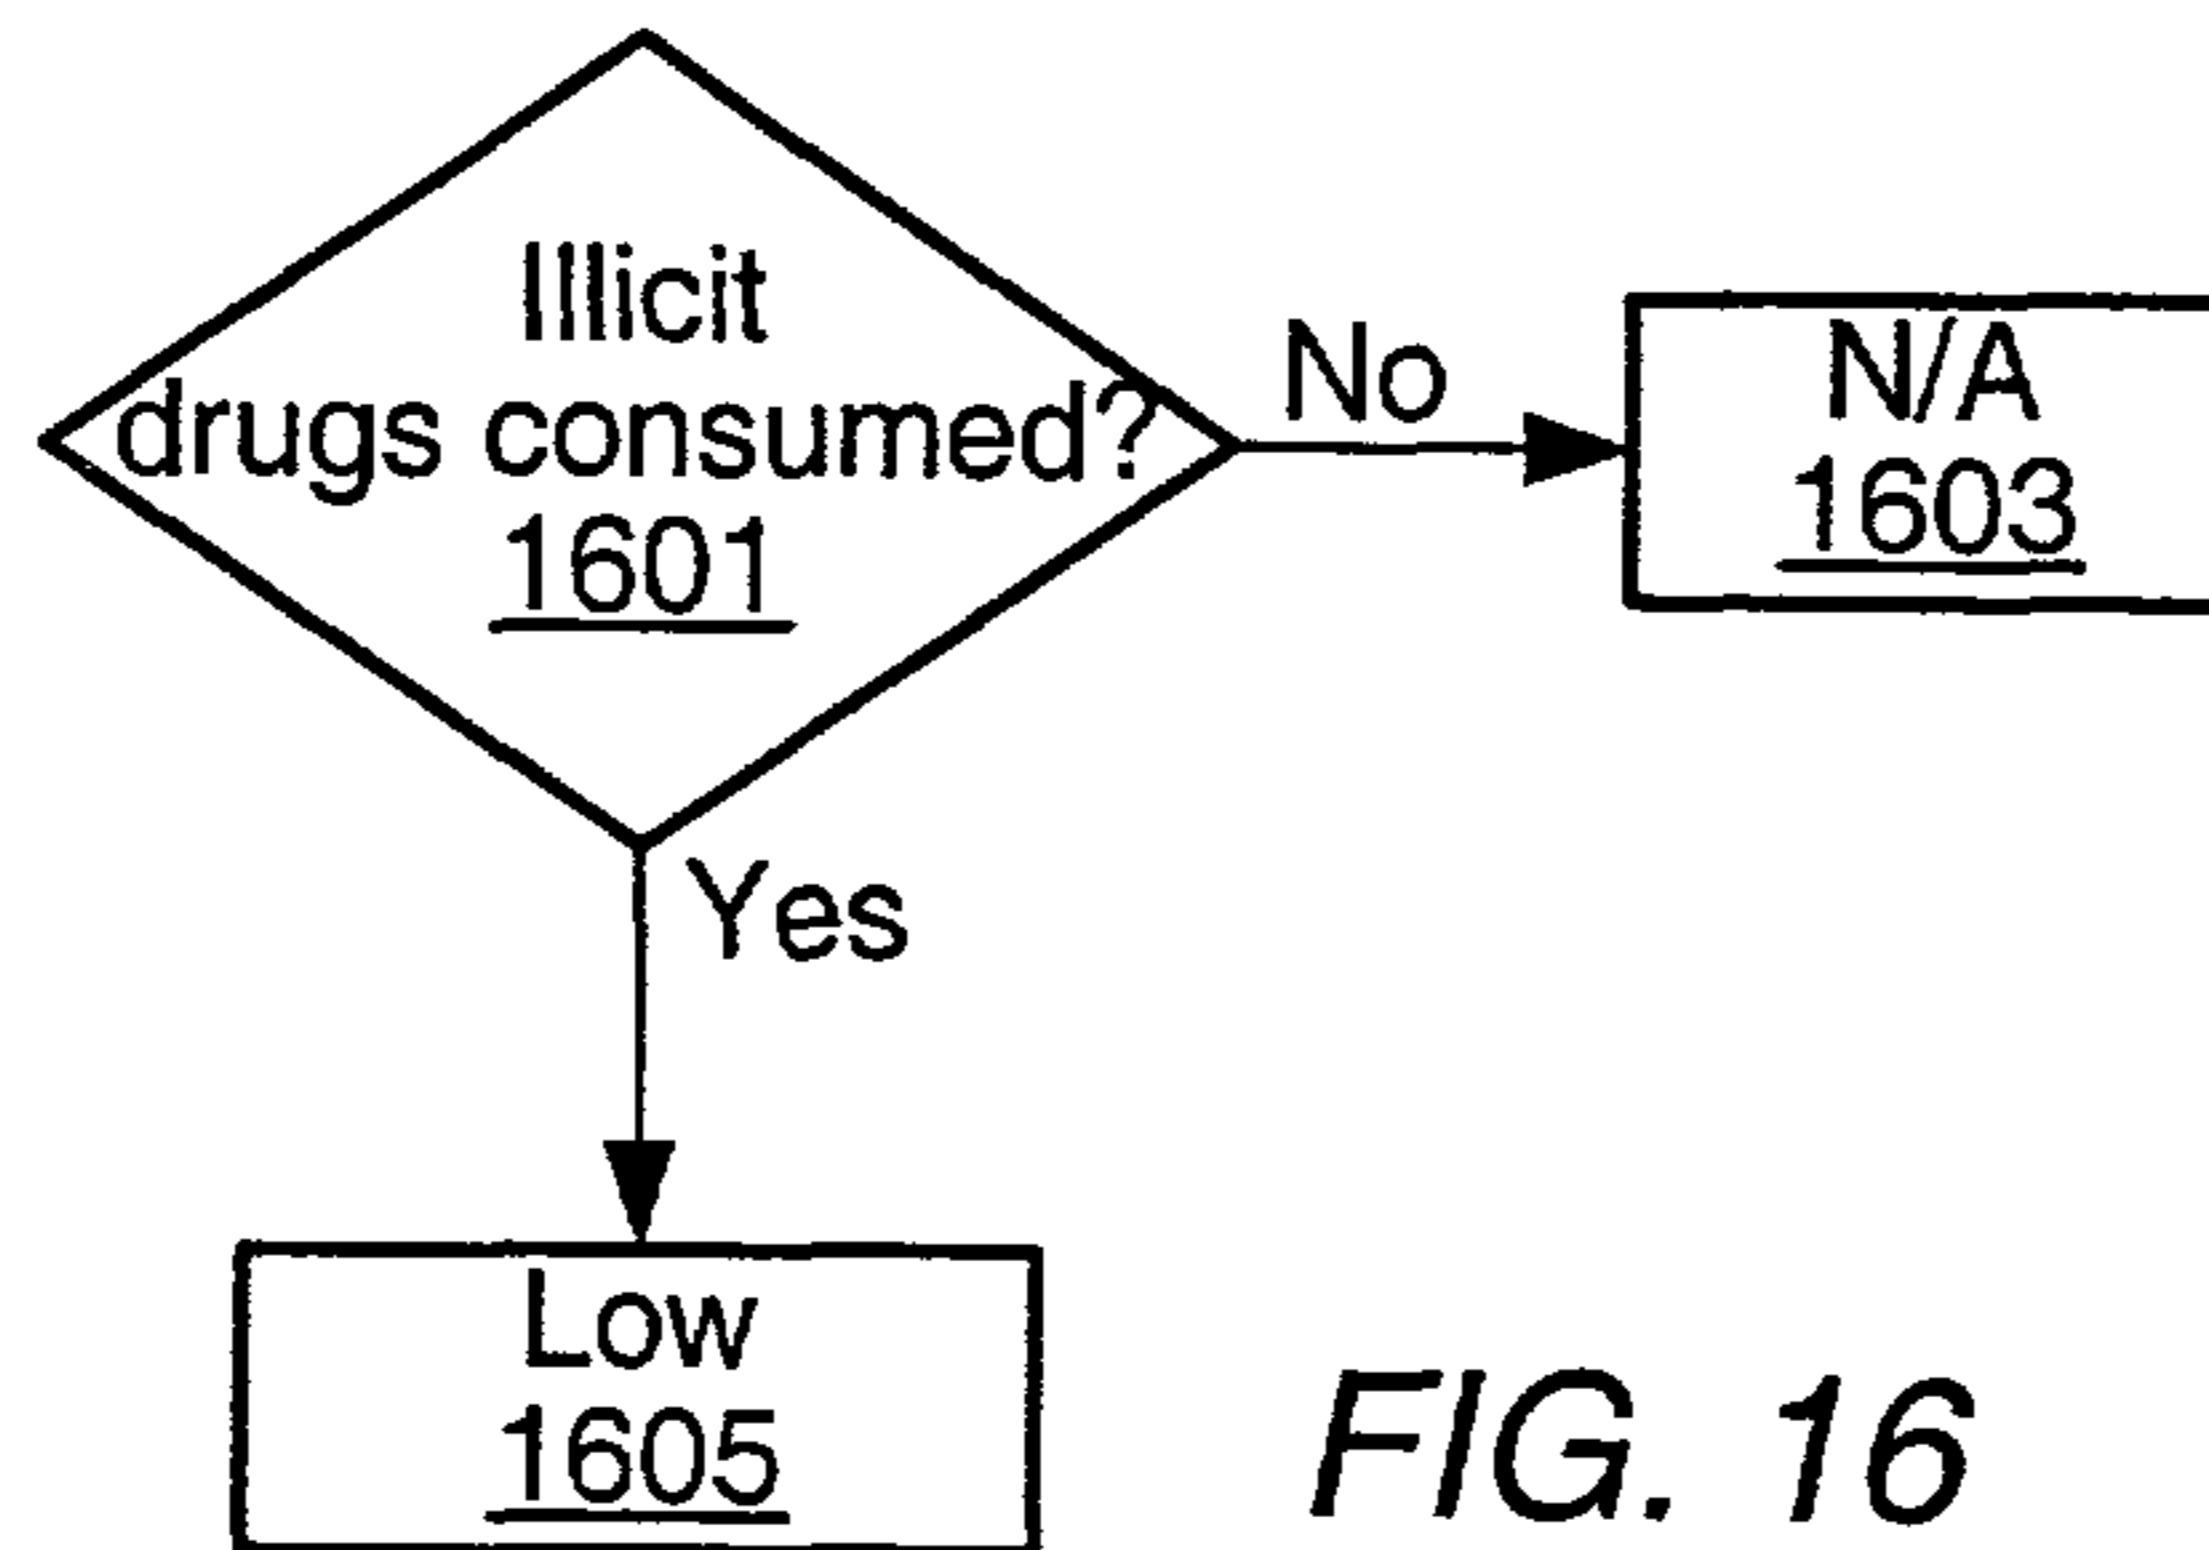 Illicit
drugs consumed?
1601
No
N/A
1603
Yes
Low
1605
FIG. 16